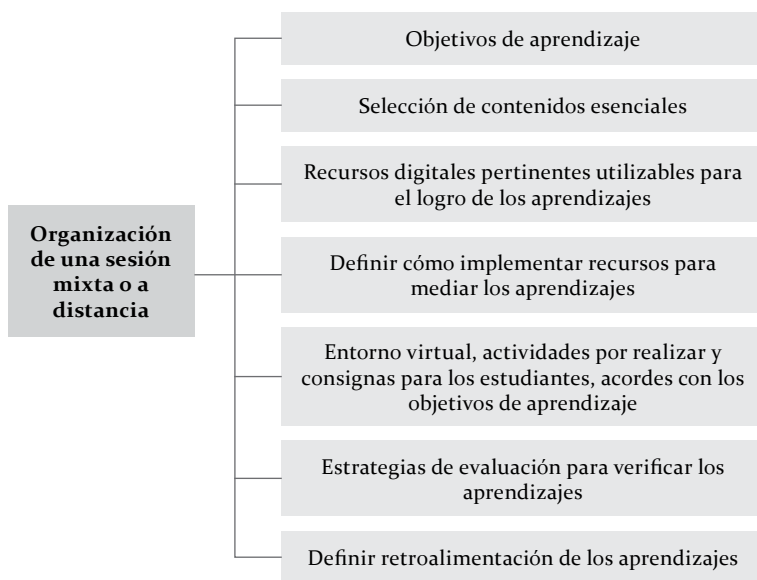 Objetivos de aprendizaje
Selección de contenidos esenciales
Recursos digitales pertinentes utilizables para
el logro de los aprendizajes
Organización
de una sesión
mixta o a
distancia
Definir cómo implementar recursos para
mediar los aprendizajes
Entorno virtual, actividades por realizar y
consignas para los estudiantes, acordes con los
objetivos de aprendizaje
Estrategias de evaluación para verificar los
aprendizajes
Definir retroalimentación de los aprendizajes